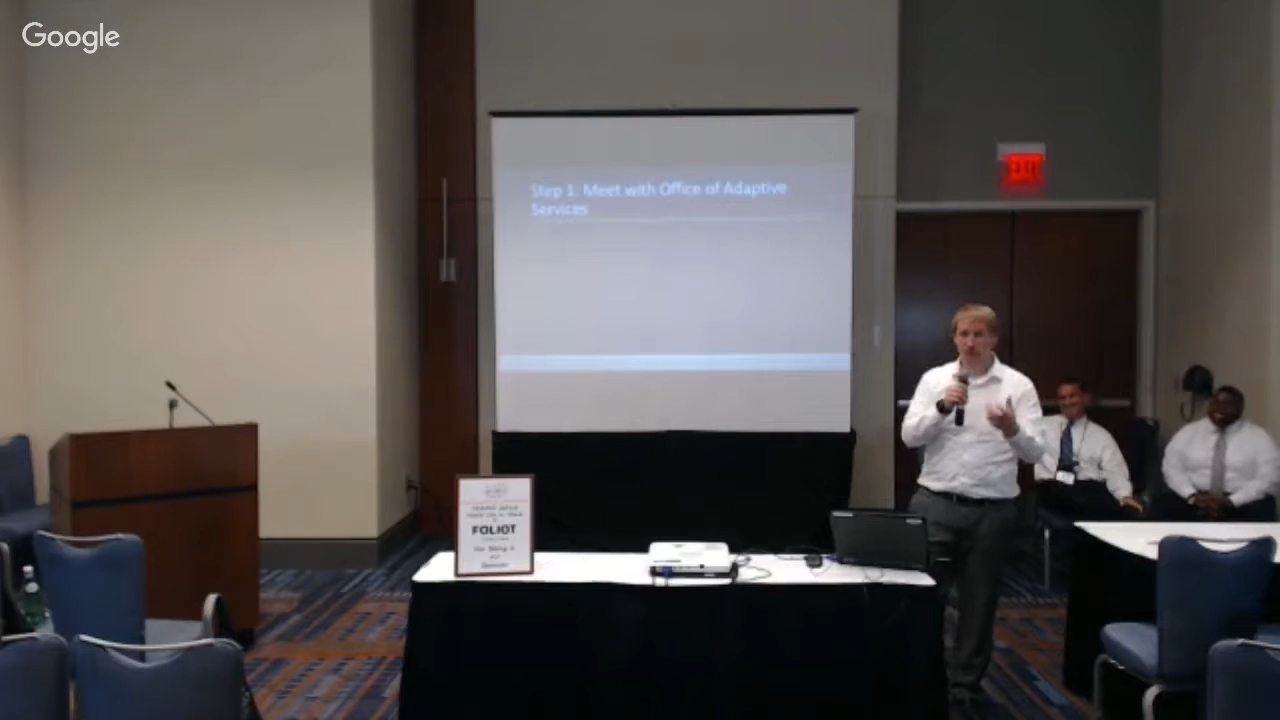 Google
Step 1: Meet with Office of Adaptive
Services
EXIT
FOLIOT